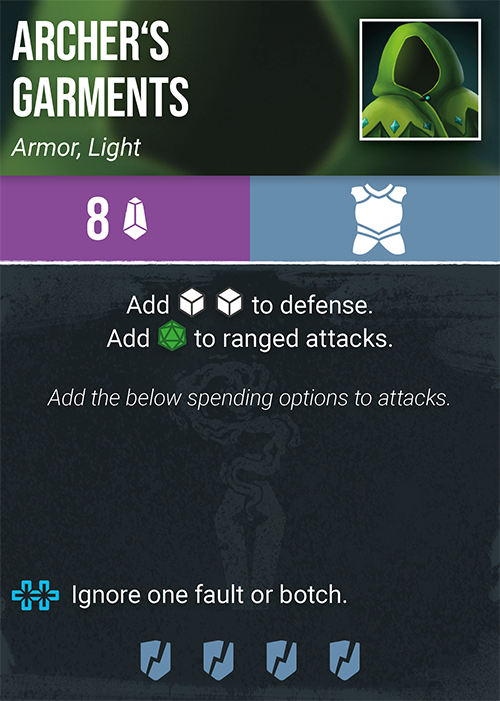 ARCHER‘S
GARMENTS
Armor, Light
8
Add to defense.
Add to ranged attacks.
Add the below spending options to attacks.
Ignore one fault or botch.